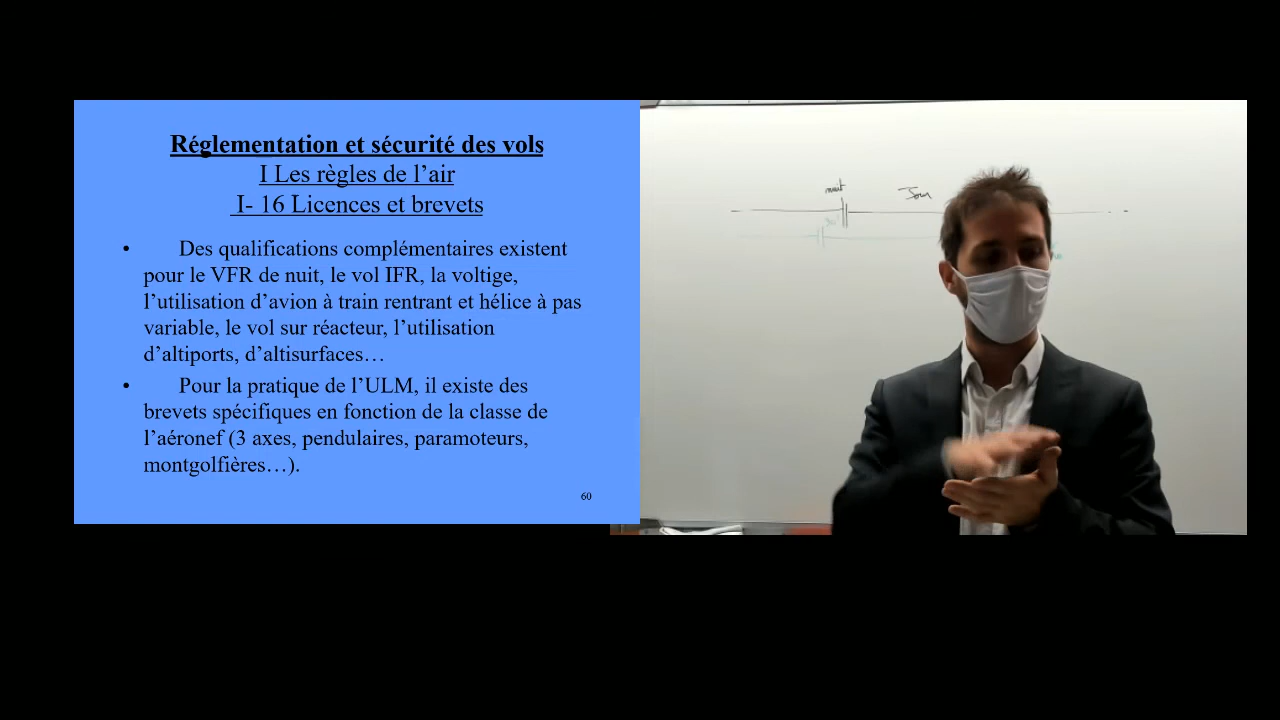 Réglementation et sécurité des vols
I Les règles de l’air
I- 16 Licences et brevets
• Des qualifications complémentaires existent
pour le VFR de nuit, le vol IFR, la voltige,
l’utilisation d’avion à train rentrant et hélice à pas
variable, le vol sur réacteur, l’utilisation
d’altiports, d’altisurfaces…
• Pour la pratique de l’ULM, il existe des
brevets spécifiques en fonction de la classe de
l’aéronef (3 axes, pendulaires, paramoteurs,
montgolfières…).
60
nuit Jour